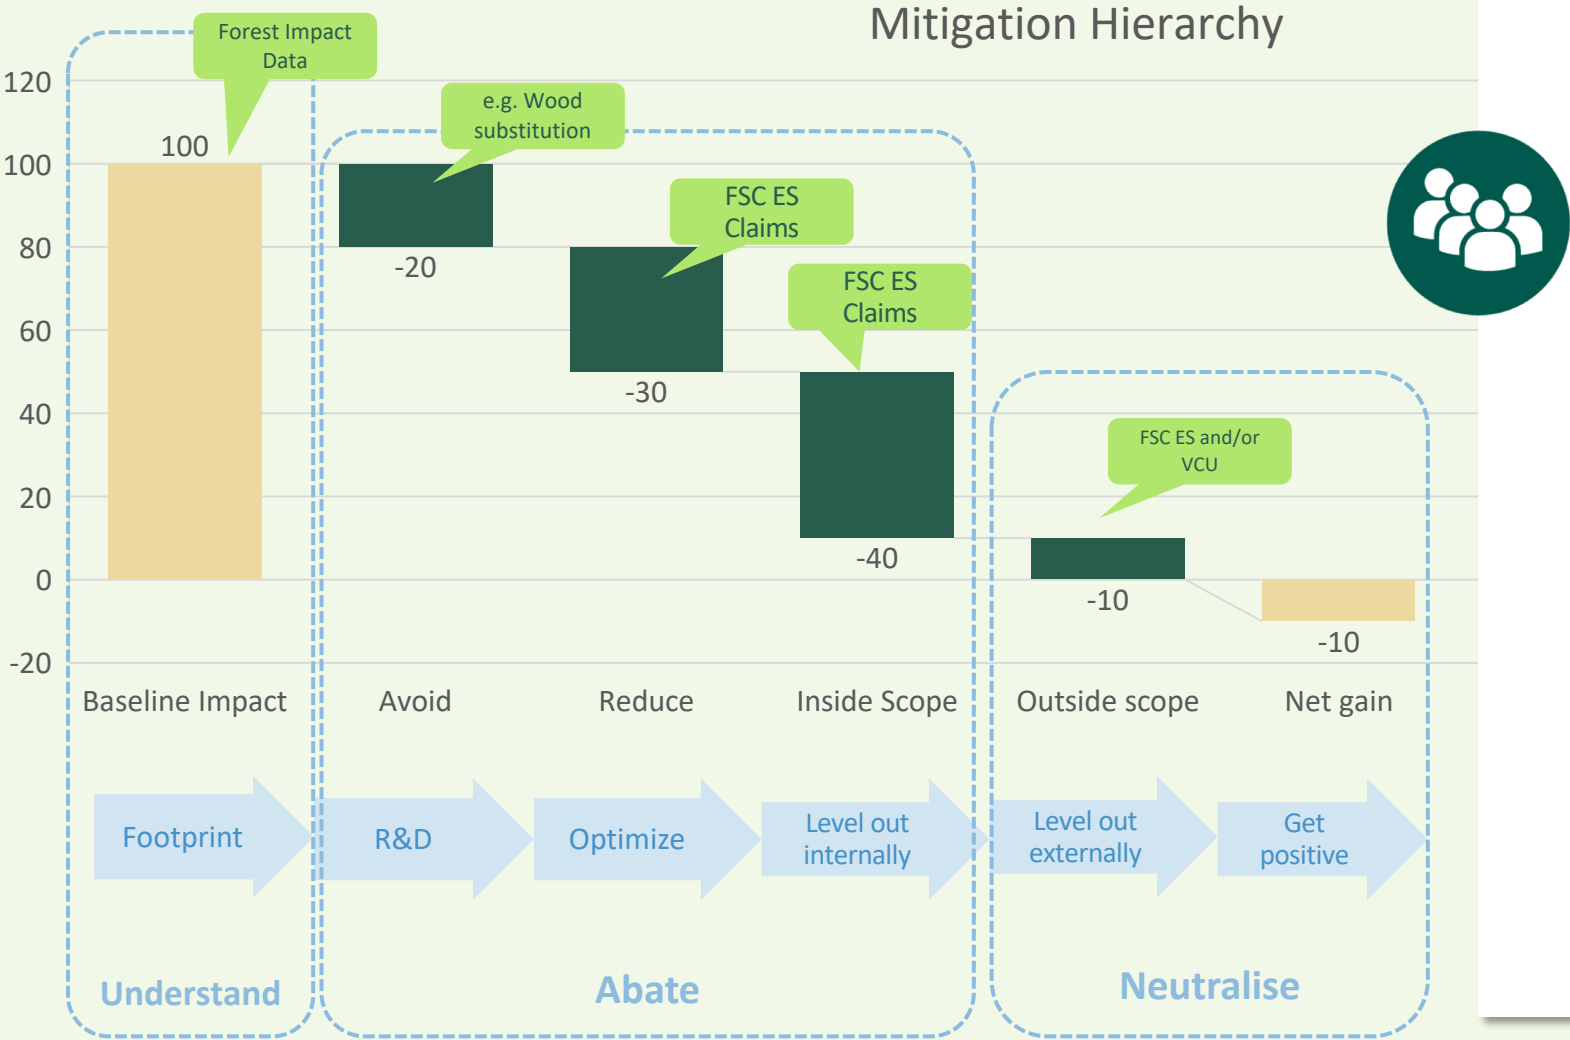 Mitigation Hierarchy
Forest Impact
Data
e.g. Wood
substitution
FSC ES
Claims
FSC ES
Claims
FSC ES and/or
VCU
120
100
80
60
40
20
0
-20
100
-20
-30
-40
-10
-10
Baseline Impact
Avoid
Reduce
Inside Scope
Outside scope
Net gain
Footprint
R&D
Optimize
Level out
internally
Level out
externally
Get
positive
Understand
Abate
Neutralise